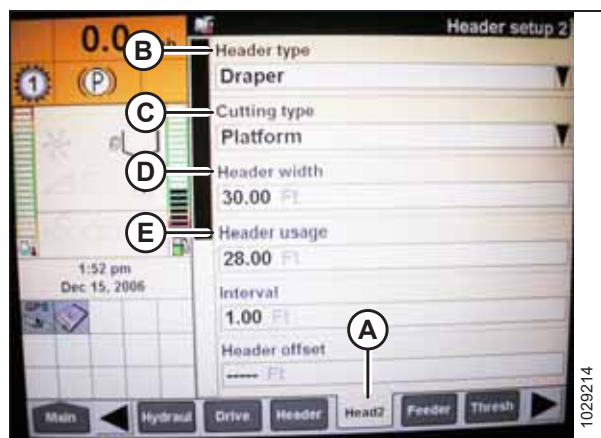 0.0
Header setup 2
B
Header type
Draper
1
(P)
C
Cutting type
Platform
D
Header width
30.00 Ft
E
Header usage
28.00 Ft
1:52 pm
Dec 15, 2006
Interval
1.00 Ft
GPS
A
Header offset
----- Ft
Main
Hydraul
Drive
Header
Head2
Feeder
Thresh
1029214